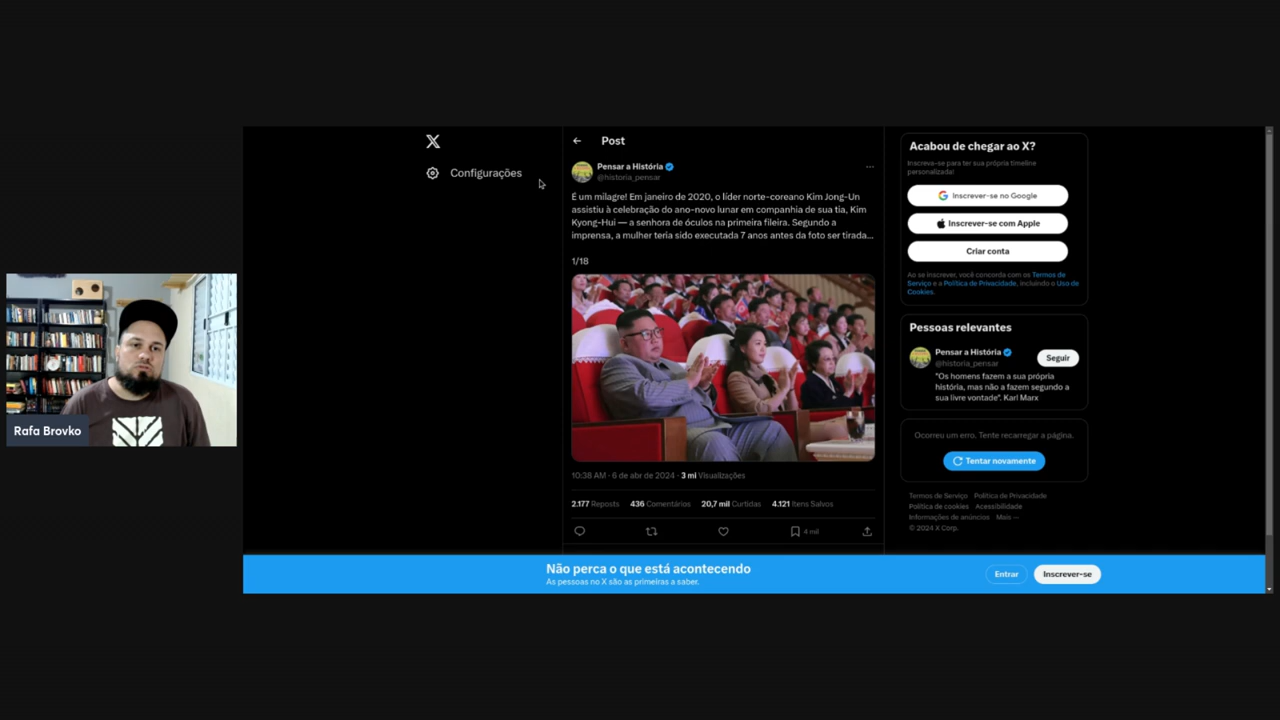 Rafa Brovko
X
Configurações
Post
Pensar a História
@historia_pensar
É um milagre! Em janeiro de 2020, o líder norte-coreano Kim Jong-Un
assistiu à celebração do ano-novo lunar em companhia de sua tia, Kim
Kyong-Hui — a senhora de óculos na primeira fileira. Segundo a
imprensa, a mulher teria sido executada 7 anos antes da foto ser tirada...
1/18
10:38 AM · 6 de abr de 2024 · 3 mi Visualizações
2.177 Reposts 436 Comentários 20,7 mil Curtidas 4.121 Itens Salvos
4 mil
Acabou de chegar ao X?
Inscreva-se para ter sua própria timeline
personalizada!
Inscrever-se no Google
Inscrever-se com Apple
Criar conta
Ao se inscrever, você concorda com os Termos de
Serviço e a Política de Privacidade, incluindo o Uso de
Cookies.
Pessoas relevantes
Pensar a História
@historia_pensar
Seguir
"Os homens fazem a sua própria
história, mas não a fazem segundo a
sua livre vontade". Karl Marx
Ocorreu um erro. Tente recarregar a página.
Tentar novamente
Termos de Serviço Política de Privacidade
Política de cookies Acessibilidade
Informações de anúncios Mais —
© 2024 X Corp.
Não perca o que está acontecendo
As pessoas no X são as primeiras a saber.
Entrar
Inscrever-se